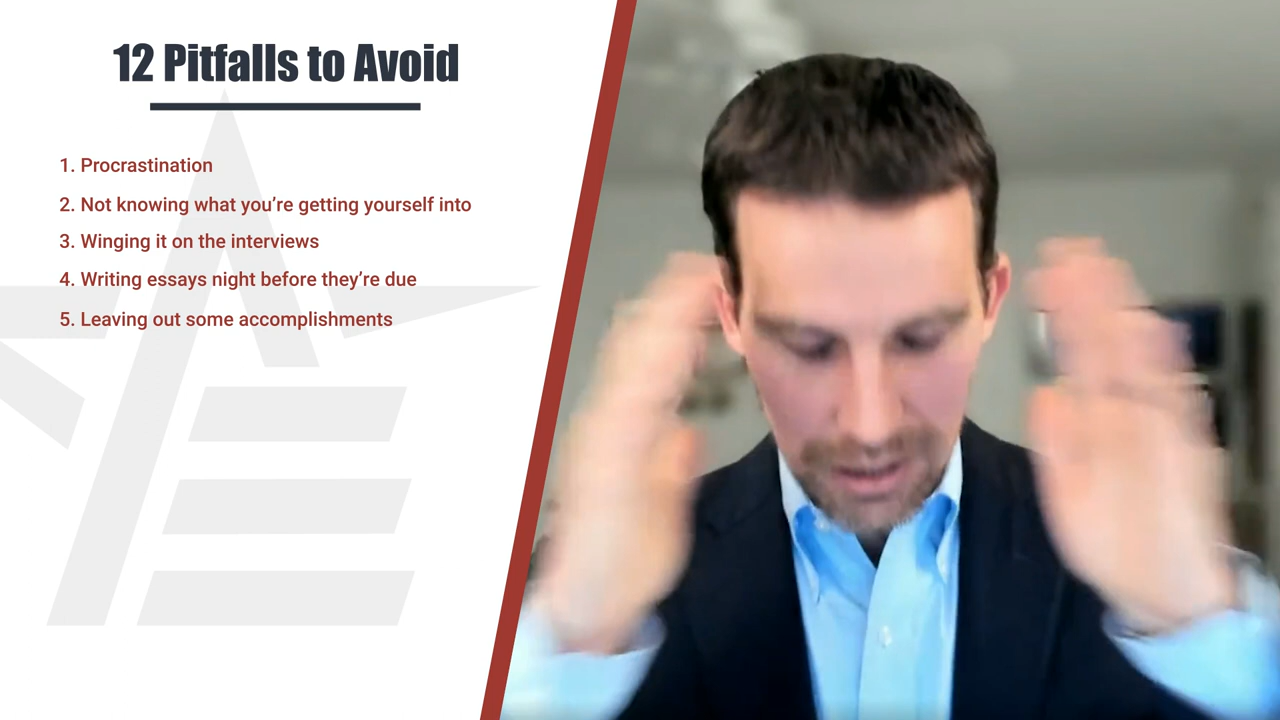 12 Pitfalls to Avoid
1. Procrastination
2. Not knowing what you’re getting yourself into
3. Winging it on the interviews
4. Writing essays night before they’re due
5. Leaving out some accomplishments